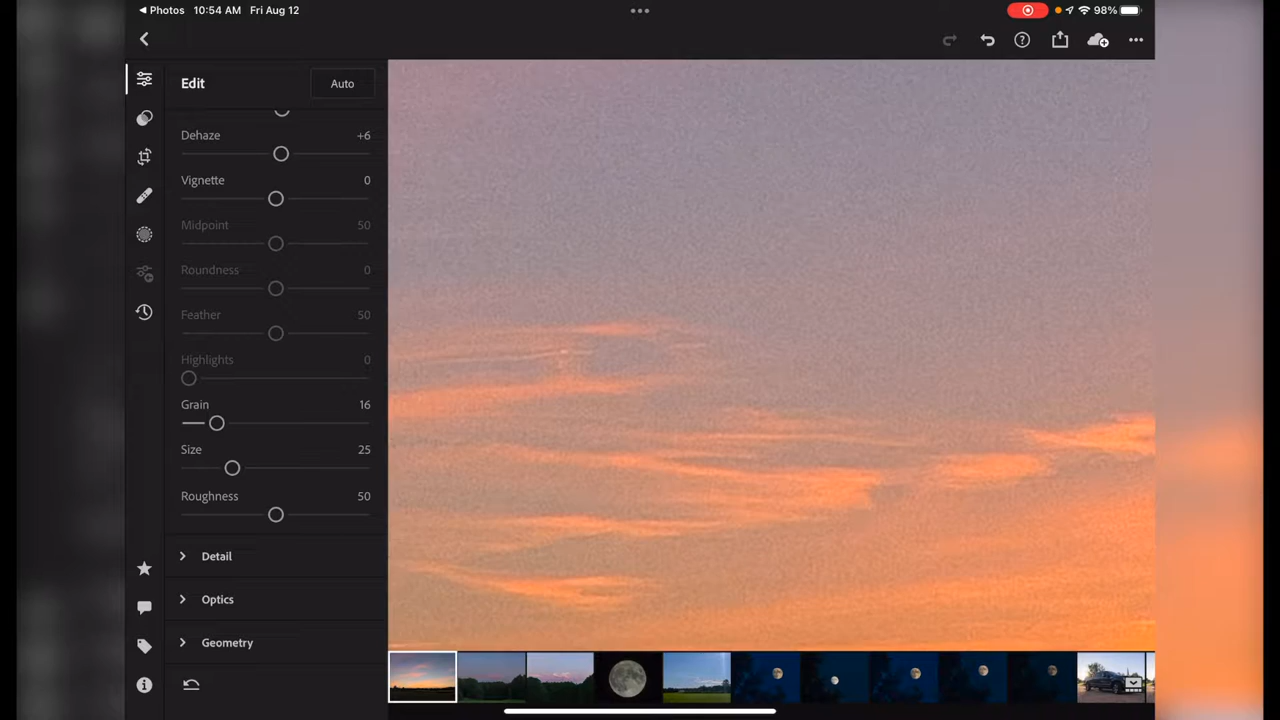 Photos 10:54 AM Fri Aug 12
98%
Edit Auto
Dehaze +6
Vignette 0
Midpoint 50
Roundness 0
Feather 50
Highlights 0
Grain 16
Size 25
Roughness 50
Detail
Optics
Geometry